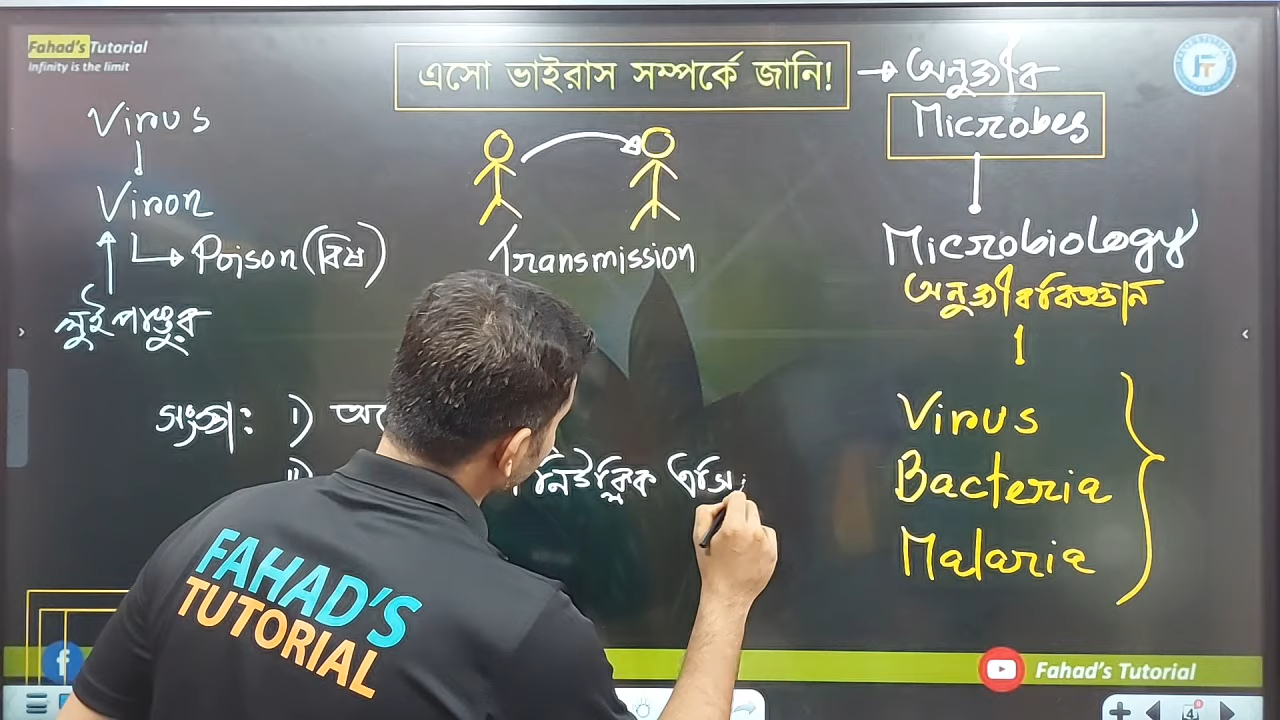 Fahad's Tutorial
Infinity is the limit
এসো ভাইরাস সম্পর্কে জানি!
অনুজীব
Microbes
Virus
Viron
Poison (বিষ)
লুই পাস্তুর
Transmission
Microbiology
অনুজীববিজ্ঞান
সংজ্ঞা: i)
ii) নিউক্লিক এসি
Virus
Bacteria
Malaria
FAHAD'S
TUTORIAL
Fahad's Tutorial